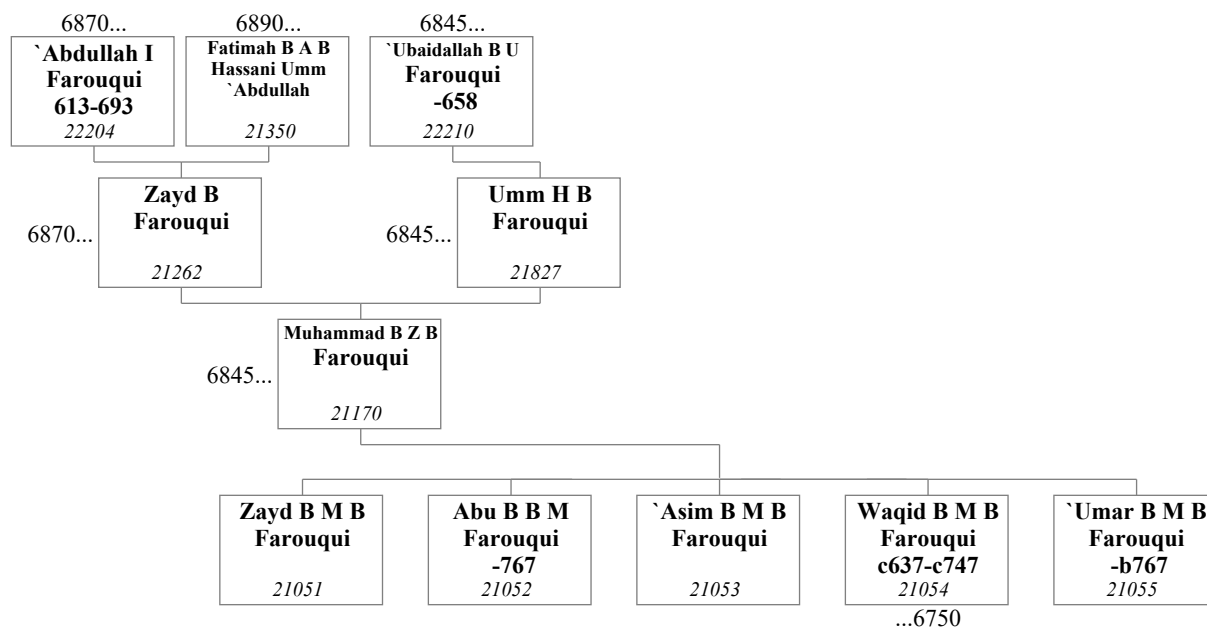 6870...
6890...
6845...
`Abdullah I
Farouqui
613-693
22204
Fatimah B A B
Hassani Umm
`Abdullah
21350
`Ubaidallah B U
Farouqui
-658
22210
6870...
Zayd B
Farouqui
21262
6845...
Umm H B
Farouqui
21827
6845...
Muhammad B Z B
Farouqui
21170
Zayd B M B
Farouqui
21051
Abu B B M
Farouqui
-767
21052
`Asim B M B
Farouqui
21053
Waqid B M B
Farouqui
c637-c747
21054
`Umar B M B
Farouqui
-b767
21055
...6750